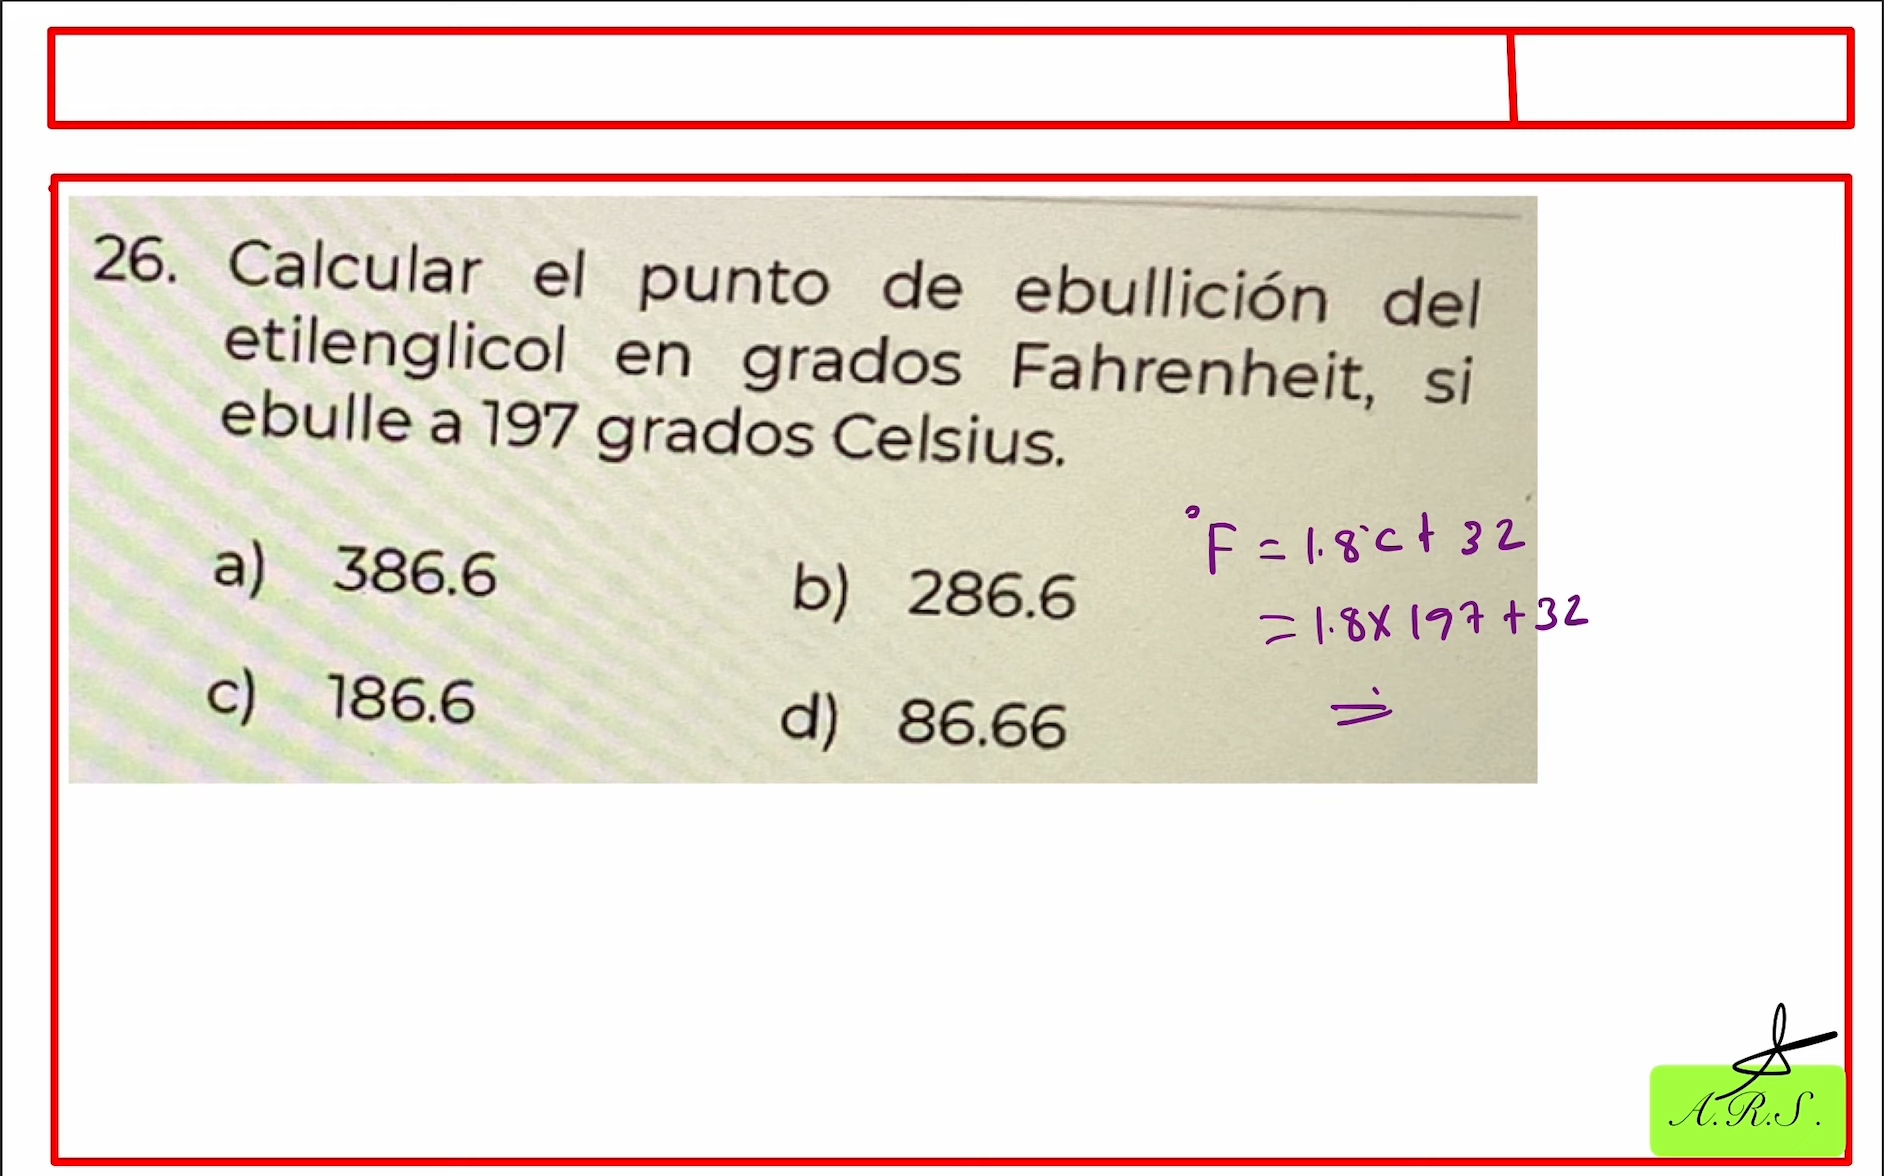 26. Calcular el punto de ebullición del
etilenglicol en grados Fahrenheit, si
ebulle a 197 grados Celsius.
a) 386.6
b) 286.6
c) 186.6
d) 86.66
°F = 1.8°C + 32
= 1.8 x 197 + 32
=
A.R.S.